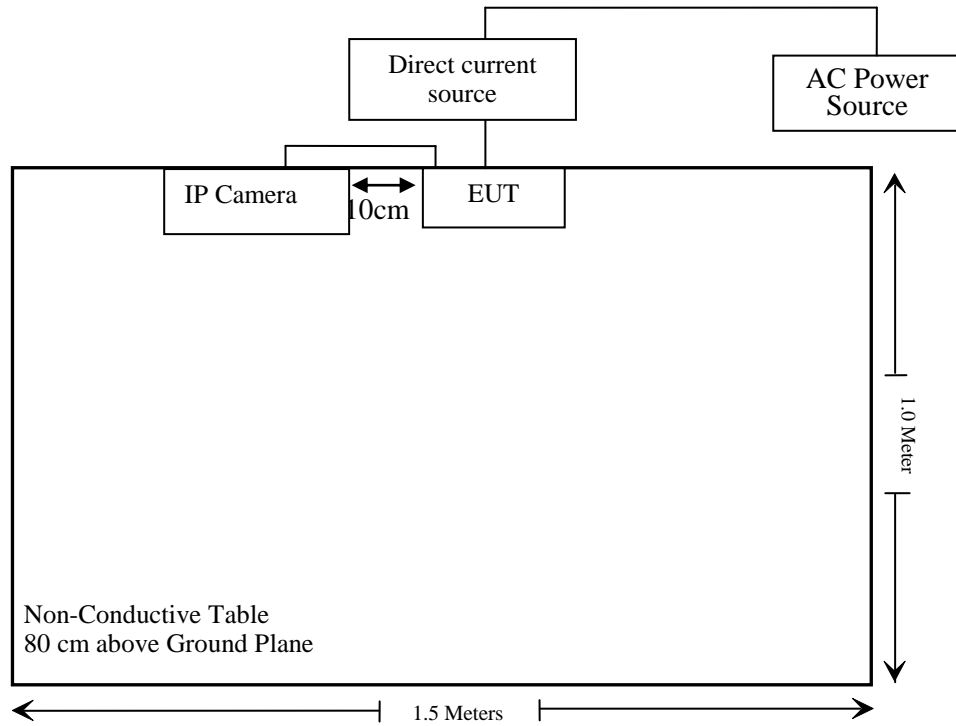 Direct current
source
AC Power
Source
IP Camera
10cm
EUT
1.0 Meter
Non-Conductive Table
80 cm above Ground Plane
1.5 Meters